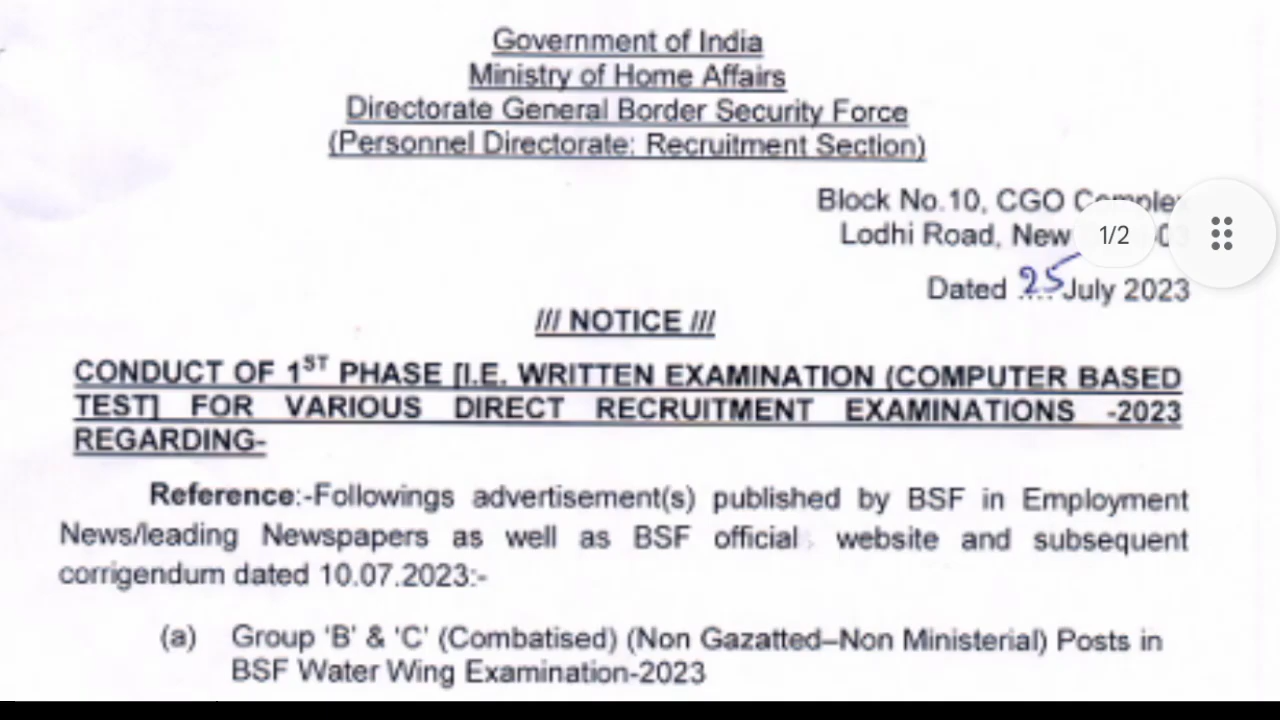 Government of India
Ministry of Home Affairs
Directorate General Border Security Force
(Personnel Directorate: Recruitment Section)
Block No.10, CGO Complex
Lodhi Road, New
1/2
Dated 25 July 2023
/// NOTICE ///
CONDUCT OF 1ST PHASE [I.E. WRITTEN EXAMINATION (COMPUTER BASED
TEST] FOR VARIOUS DIRECT RECRUITMENT EXAMINATIONS -2023
REGARDING-
Reference:-Followings advertisement(s) published by BSF in Employment
News/leading Newspapers as well as BSF official website and subsequent
corrigendum dated 10.07.2023:-
(a) Group ‘B’ & ‘C’ (Combatised) (Non Gazatted–Non Ministerial) Posts in
BSF Water Wing Examination-2023